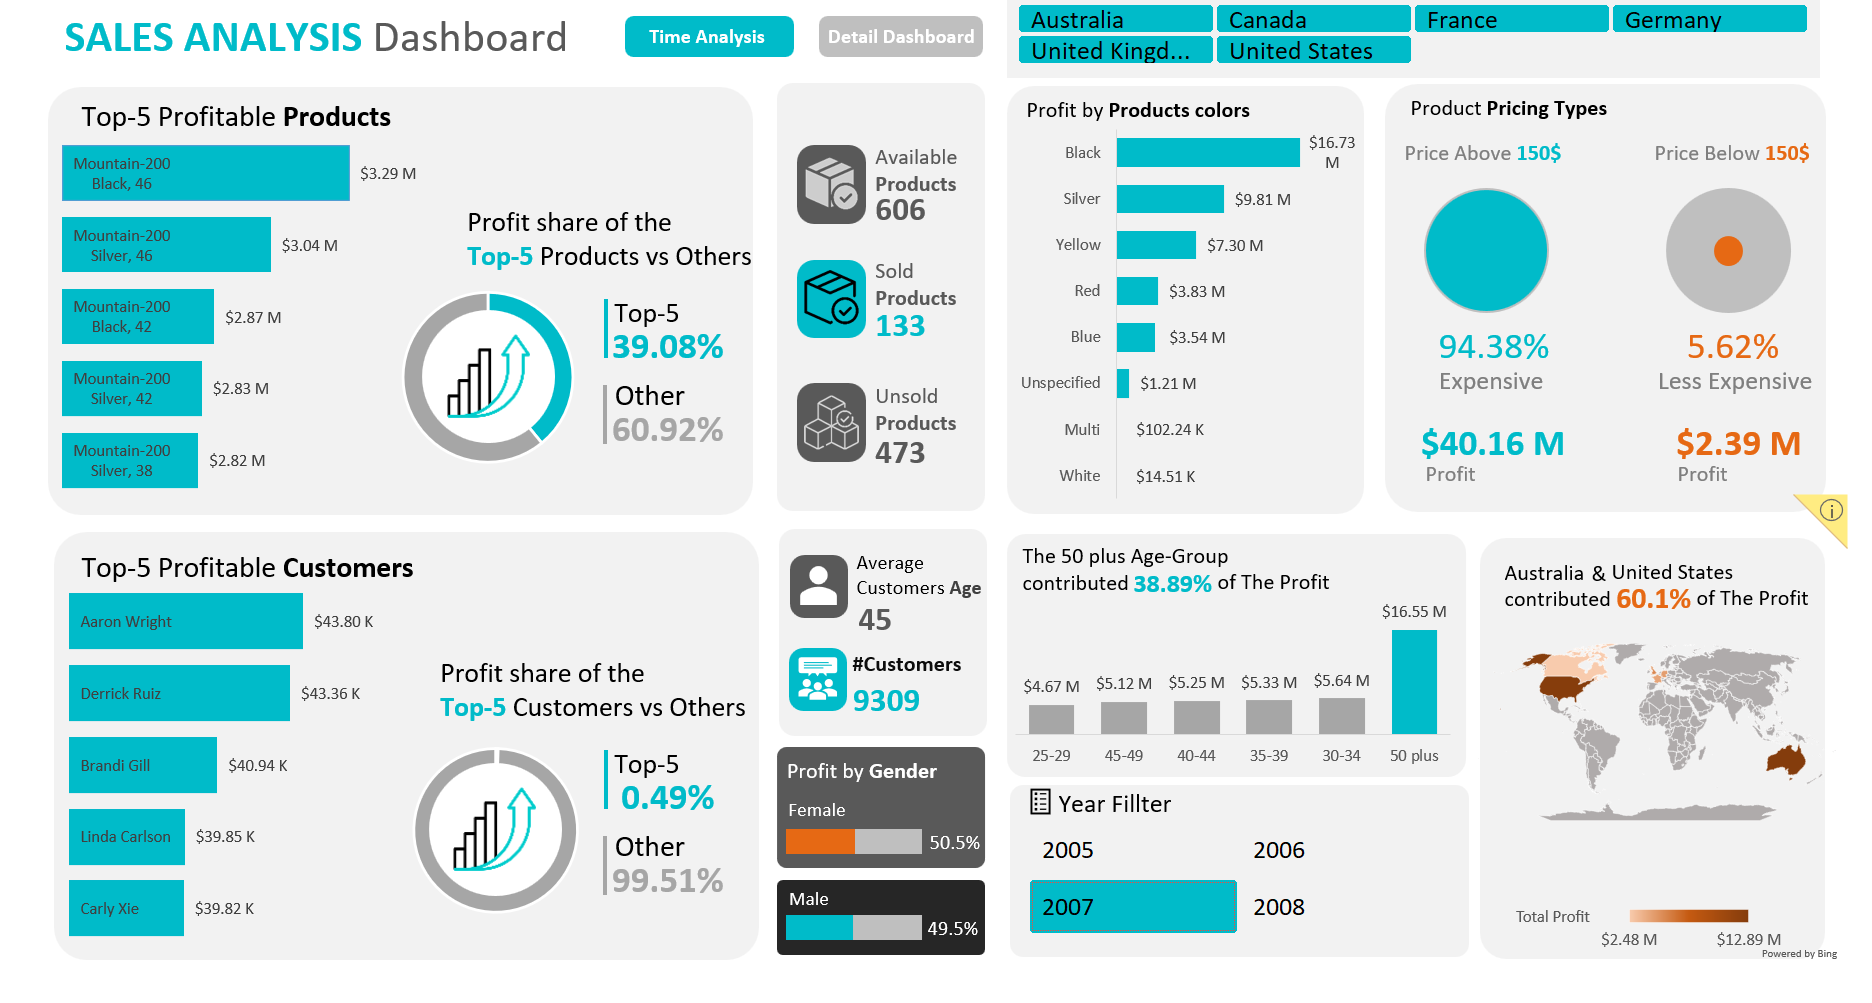 SALES ANALYSIS Dashboard
Time Analysis
Detail Dashboard
Australia
Canada
France
Germany
United Kingd...
United States
Top-5 Profitable Products
Mountain-200
Black, 46
$3.29 M
Mountain-200
Silver, 46
$3.04 M
Mountain-200
Black, 42
$2.87 M
Mountain-200
Silver, 42
$2.83 M
Mountain-200
Silver, 38
$2.82 M
Profit share of the
Top-5 Products vs Others
Top-5
39.08%
Other
60.92%
Available
Products
606
Sold
Products
133
Unsold
Products
473
Profit by Products colors
Black
$16.73
M
Silver
$9.81 M
Yellow
$7.30 M
Red
$3.83 M
Blue
$3.54 M
Unspecified
$1.21 M
Multi
$102.24 K
White
$14.51 K
Product Pricing Types
Price Above 150$
Price Below 150$
94.38%
Expensive
5.62%
Less Expensive
$40.16 M
Profit
$2.39 M
Profit
Top-5 Profitable Customers
Aaron Wright
$43.80 K
Derrick Ruiz
$43.36 K
Brandi Gill
$40.94 K
Linda Carlson
$39.85 K
Carly Xie
$39.82 K
Profit share of the
Top-5 Customers vs Others
Top-5
0.49%
Other
99.51%
Average
Customers Age
45
#Customers
9309
Profit by Gender
Female
50.5%
Male
49.5%
The 50 plus Age-Group
contributed 38.89% of The Profit
$4.67 M
$5.12 M
$5.25 M
$5.33 M
$5.64 M
$16.55 M
25-29
45-49
40-44
35-39
30-34
50 plus
Year Fillter
2005
2006
2007
2008
Australia & United States
contributed 60.1% of The Profit
Total Profit
$2.48 M
$12.89 M
Powered by Bing